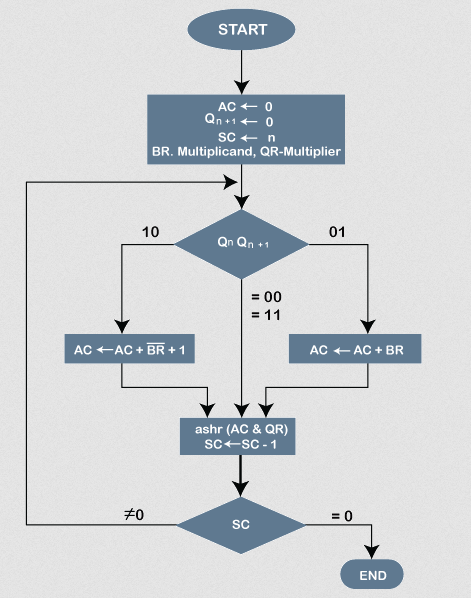 START
AC ← 0
Qn+1 ← 0
SC ← n
BR. Multiplicand, QR-Multiplier
10
Qn Qn+1
01
= 00
= 11
AC ← AC + B̅R̅ + 1
AC ← AC + BR
ashr (AC & QR)
SC ← SC - 1
≠0
SC
= 0
END